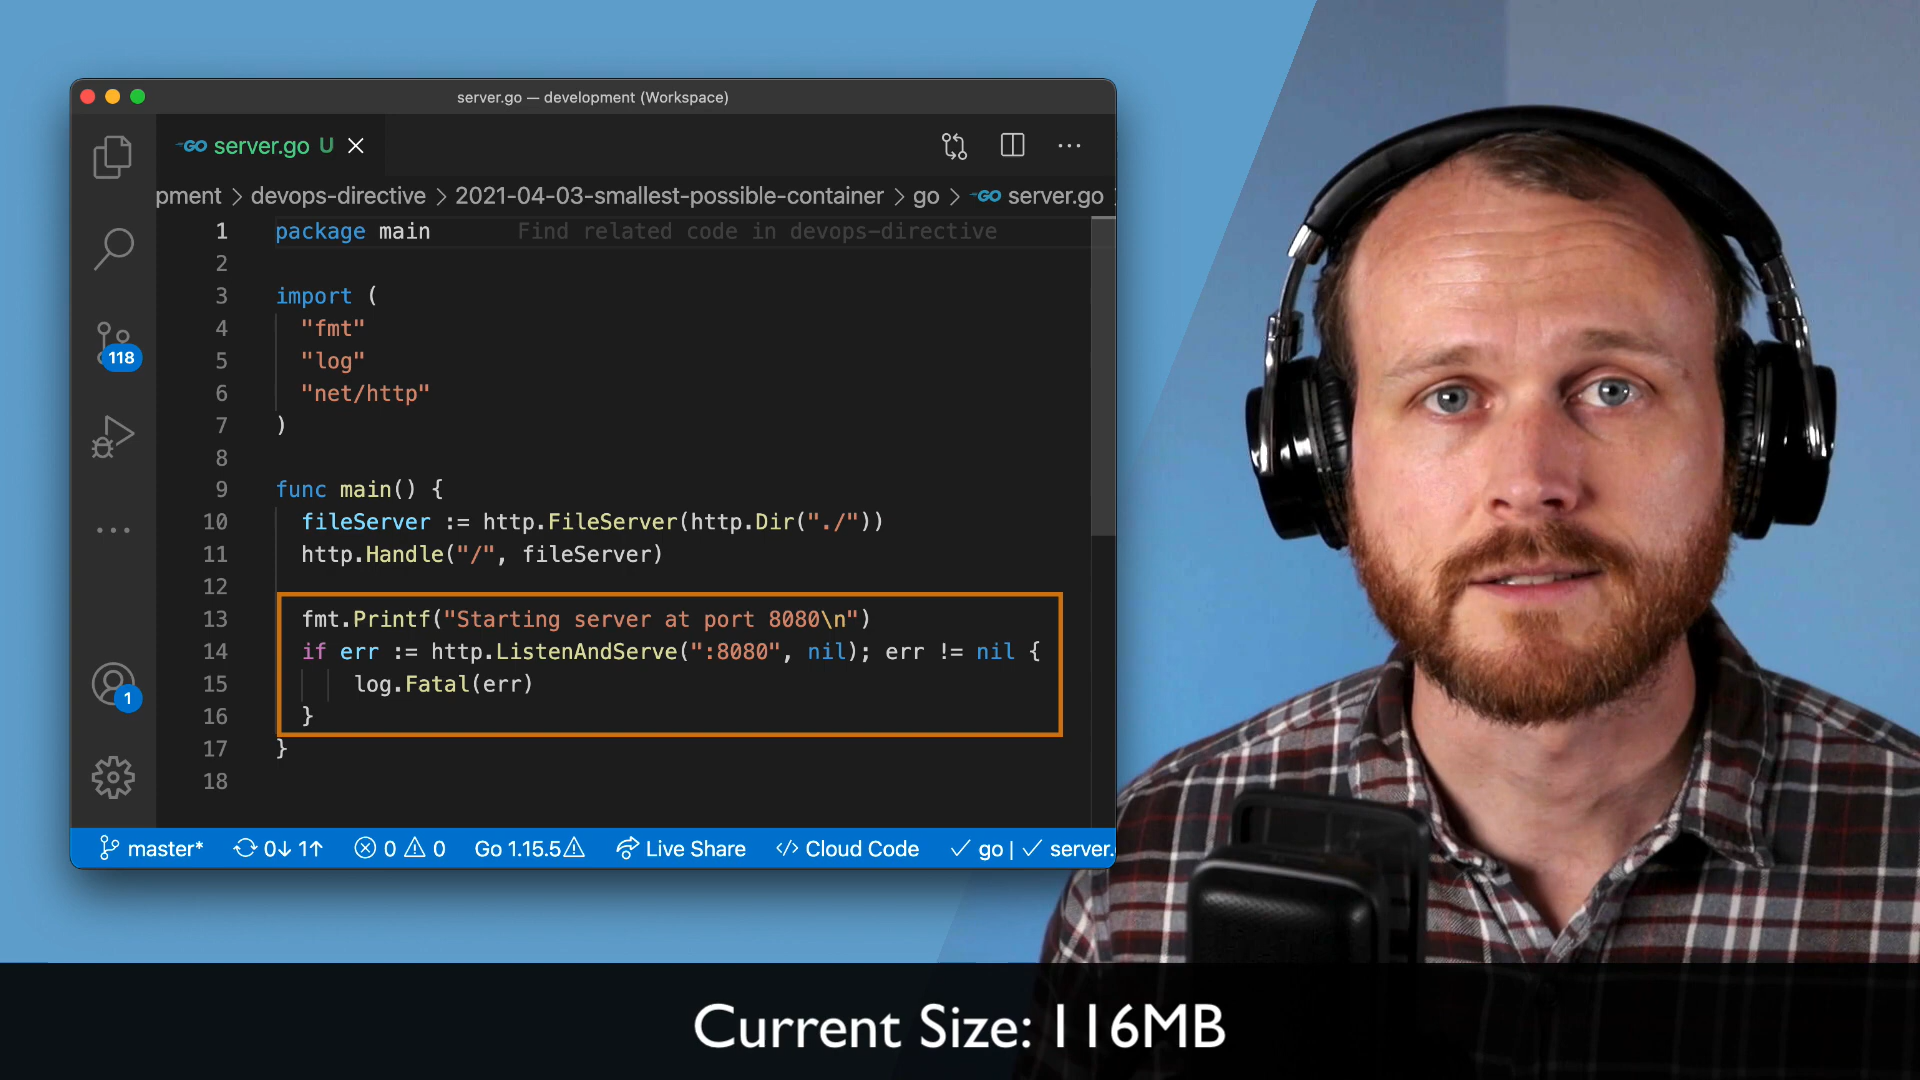 server.go — development (Workspace)
GO server.go U
pment > devops-directive > 2021-04-03-smallest-possible-container > go > GO server.go
1 package main Find related code in devops-directive
2
3 import (
4 "fmt"
5 "log"
6 "net/http"
7 )
8
9 func main() {
10 fileServer := http.FileServer(http.Dir("./"))
11 http.Handle("/", fileServer)
12
13 fmt.Printf("Starting server at port 8080\n")
14 if err := http.ListenAndServe(":8080", nil); err != nil {
15 log.Fatal(err)
16 }
17 }
18
118
1
master* 0↓ 1↑ 0 0 Go 1.15.5 Live Share </> Cloud Code ✓ go | ✓ server.
Current Size: 116MB